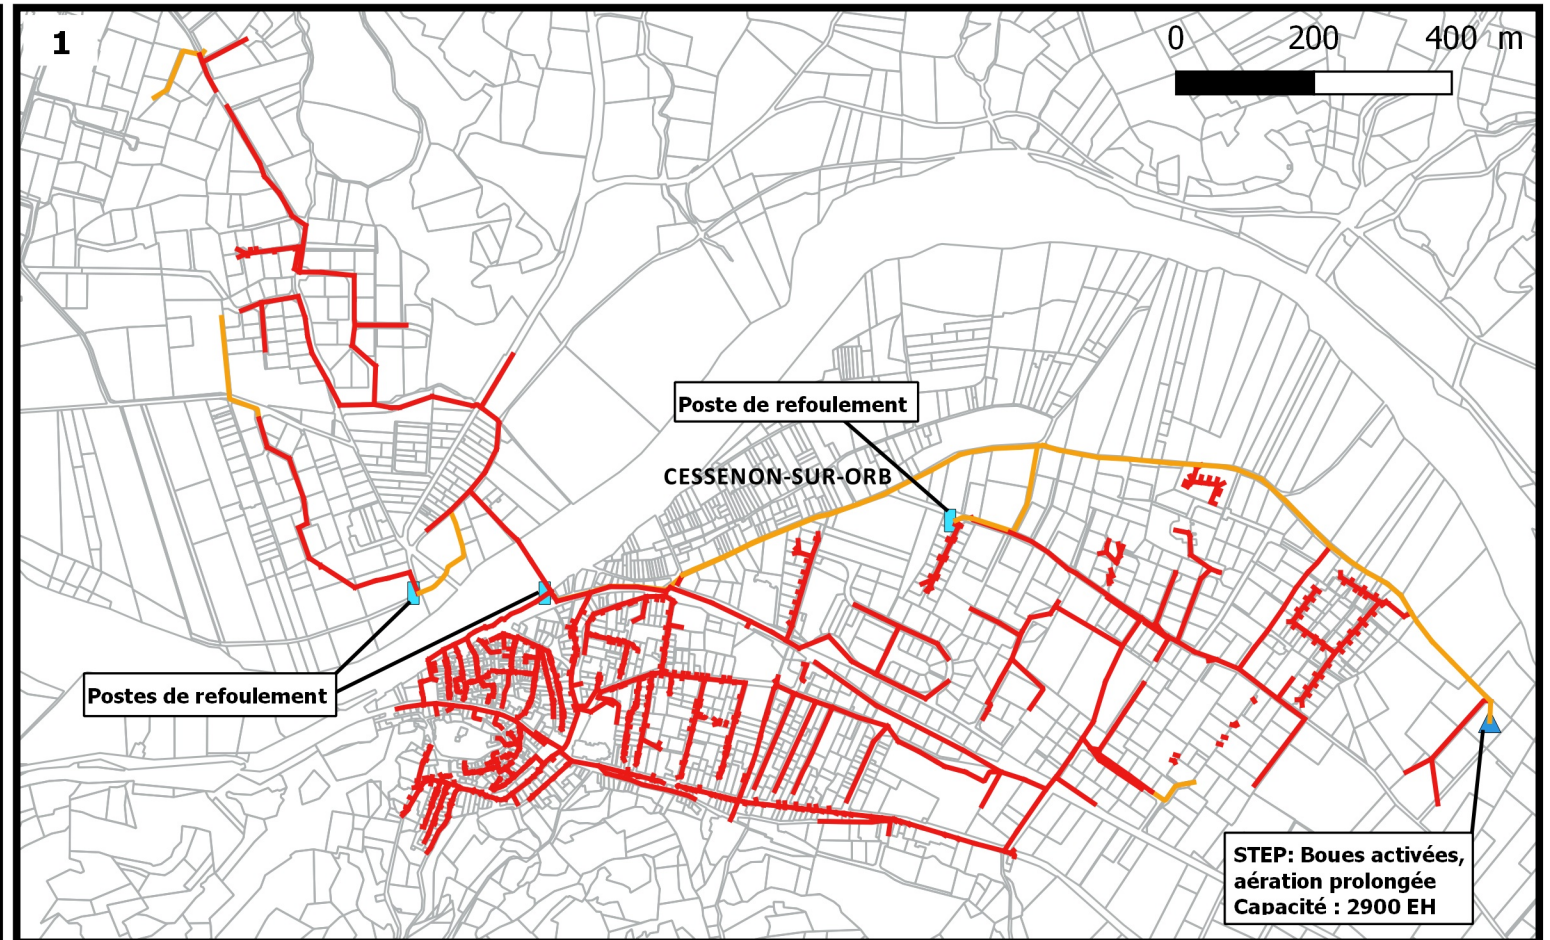 1
0 200 400 m
Poste de refoulement
CESSENON-SUR-ORB
Postes de refoulement
STEP: Boues activées,
aération prolongée
Capacité : 2900 EH